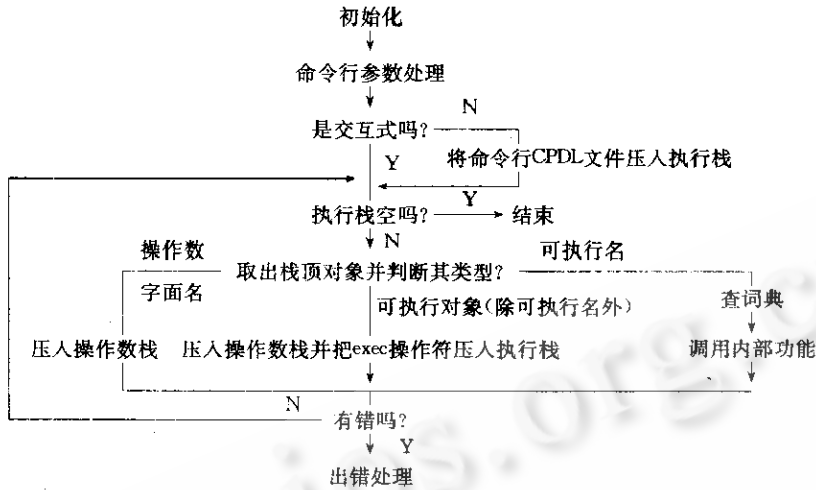 初始化
命令行参数处理
N
是交互式吗?
Y
将命令行CPDL文件压入执行栈
Y
执行栈空吗?
结束
N
操作数
可执行名
取出栈顶对象并判断其类型?
字面名
可执行对象(除可执行名外)
查词典
压入操作数栈
压入操作数栈并把exec操作符压入执行栈
调用内部功能
N
有错吗?
Y
出错处理